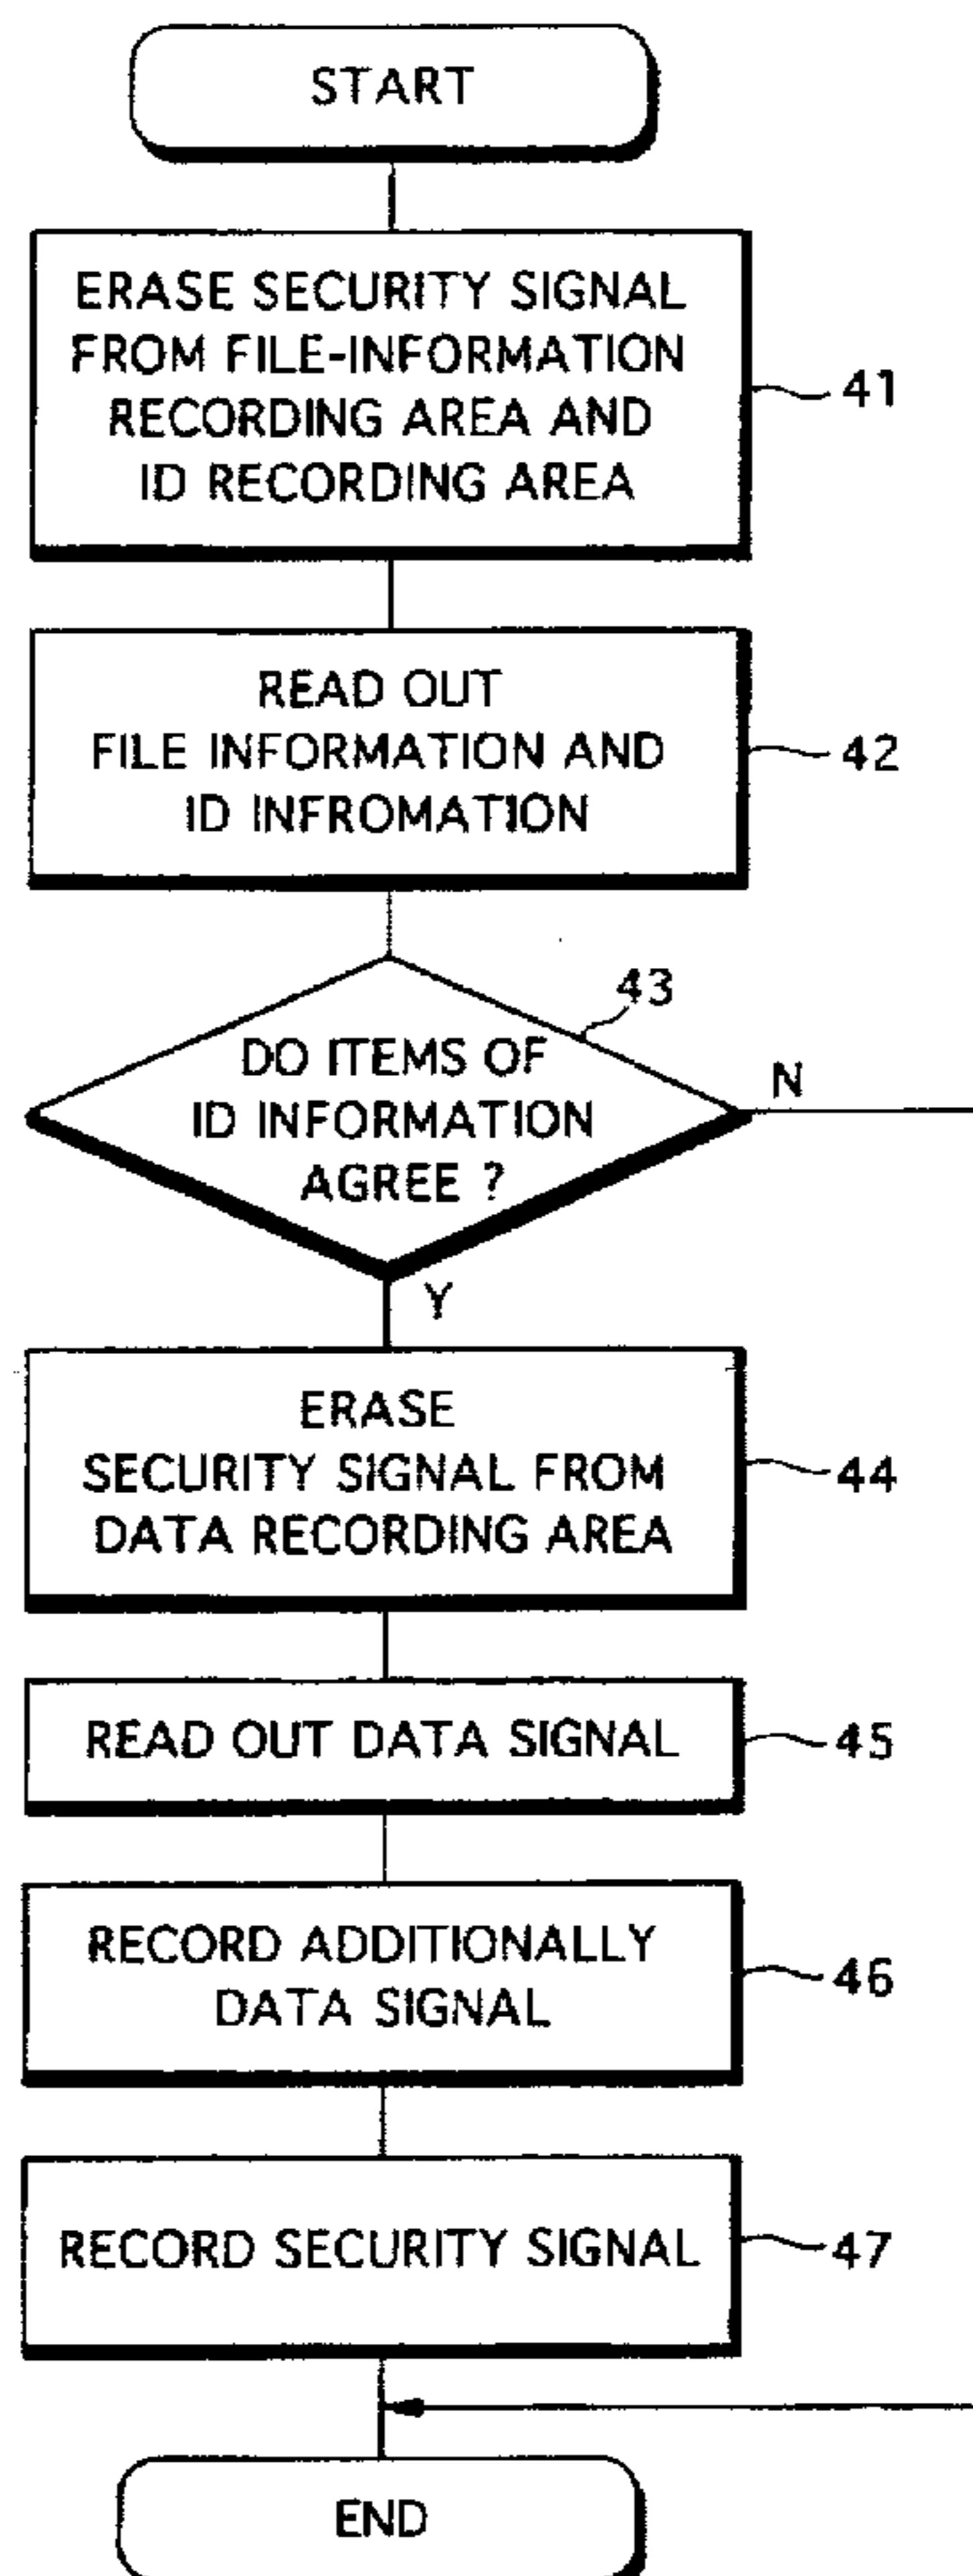 START
ERASE SECURITY SIGNAL
FROM FILE-INFORMATION
RECORDING AREA AND
ID RECORDING AREA
41
READ OUT
FILE INFORMATION AND
ID INFROMATION
42
43
DO ITEMS OF
ID INFORMATION
AGREE ?
N
Y
ERASE
SECURITY SIGNAL FROM
DATA RECORDING AREA
44
READ OUT DATA SIGNAL
45
RECORD ADDITIONALLY
DATA SIGNAL
46
RECORD SECURITY SIGNAL
47
END